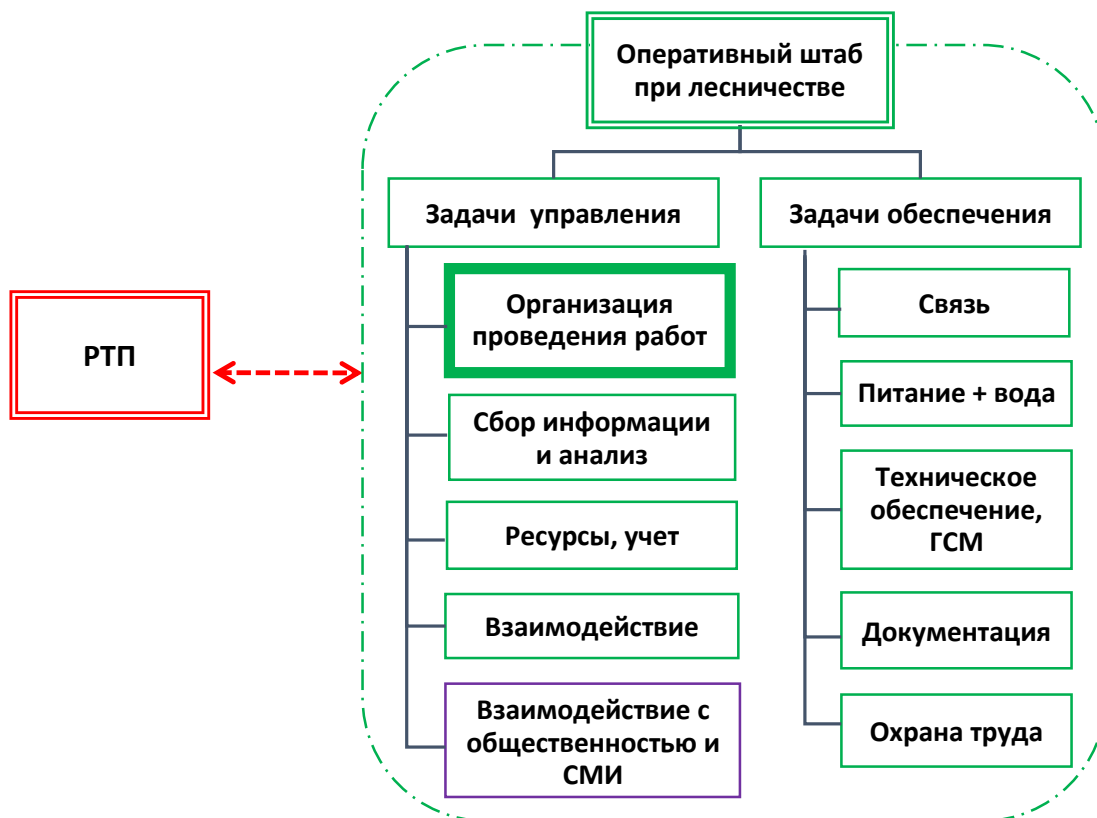 Оперативный штаб
при лесничестве
Задачи управления
Задачи обеспечения
РТП
Организация
проведения работ
Сбор информации
и анализ
Ресурсы, учет
Взаимодействие
Взаимодействие с
общественностью и
СМИ
Связь
Питание + вода
Техническое
обеспечение,
ГСМ
Документация
Охрана труда